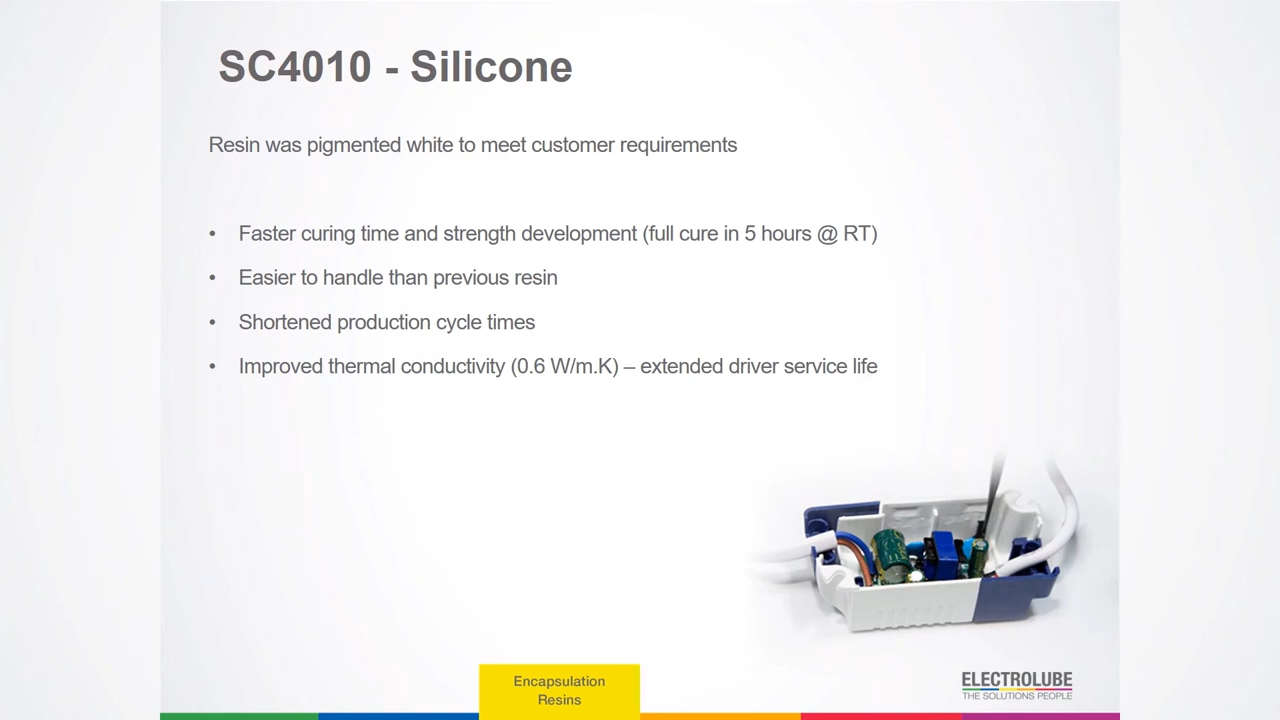 SC4010 - Silicone
Resin was pigmented white to meet customer requirements
• Faster curing time and strength development (full cure in 5 hours @ RT)
• Easier to handle than previous resin
• Shortened production cycle times
• Improved thermal conductivity (0.6 W/m.K) – extended driver service life
Encapsulation
Resins
ELECTROLUBE
THE SOLUTIONS PEOPLE